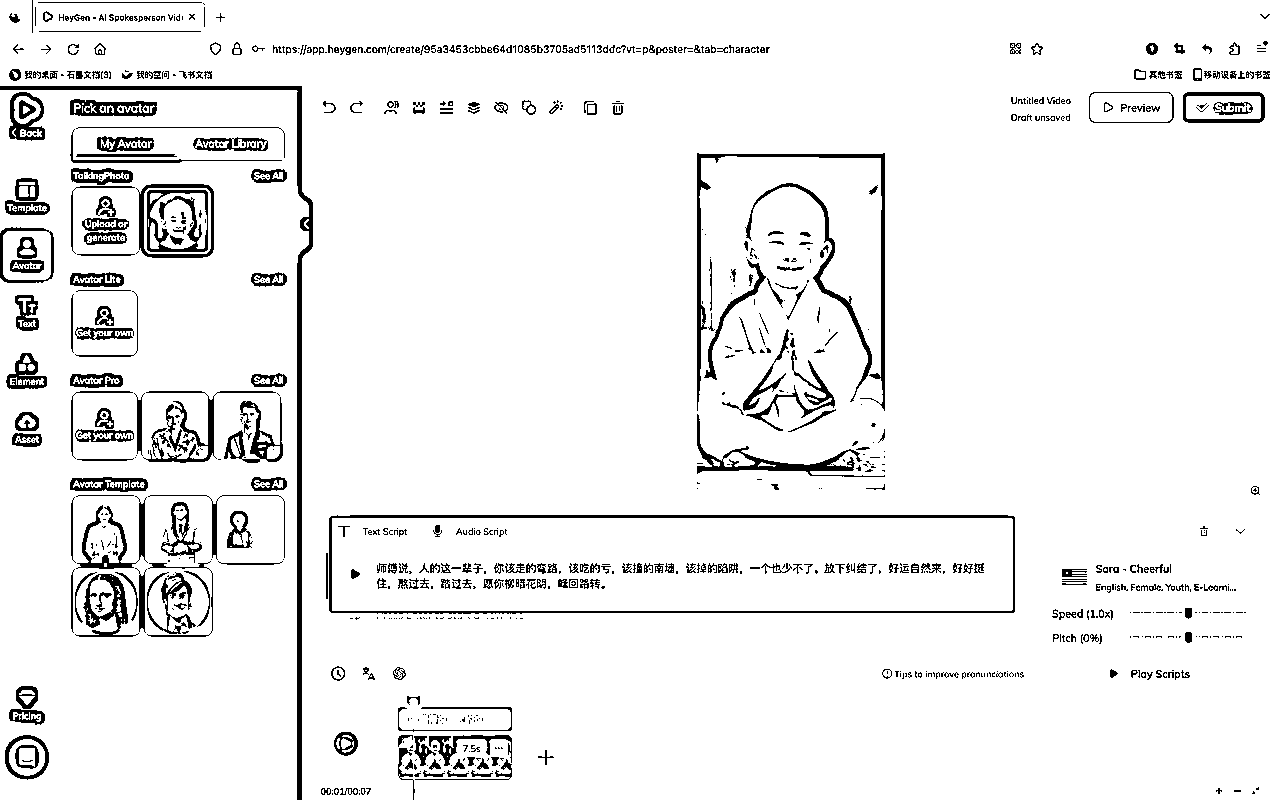 HeyGen - AI Spokesperson Vid
https://app.heygen.com/create/95a3453cbbe64d1085b3705ad5113ddc?vt=p&poster=&tab=character
我的桌面 - 石墨文档(3)
我的空间 - 飞书文档
其他书签
移动设备上的书签
Back
Pick an avatar
Untitled Video
Draft unsaved
Preview
Submit
My Avatar
Avatar Library
TalkingPhoto
See All
Upload or
generate
Template
Avatar
Text
Element
Asset
Avatar Lite
See All
Get your own
Avatar Pro
See All
Get your own
Avatar Template
See All
Text Script
Audio Script
师傅说，人的这一辈子，你该走的弯路，该吃的亏，该撞的南墙，该掉的陷阱，一个也少不了，放下纠结了，好运自然来，好好挺
住，熬过去，踏过去，愿你柳暗花明，峰回路转。
Sara - Cheerful
English, Female, Youth, E-Learni...
Speed (1.0x)
Pitch (0%)
Tips to improve pronunciations
Play Scripts
7.5s
00:01/00:07
Pricing